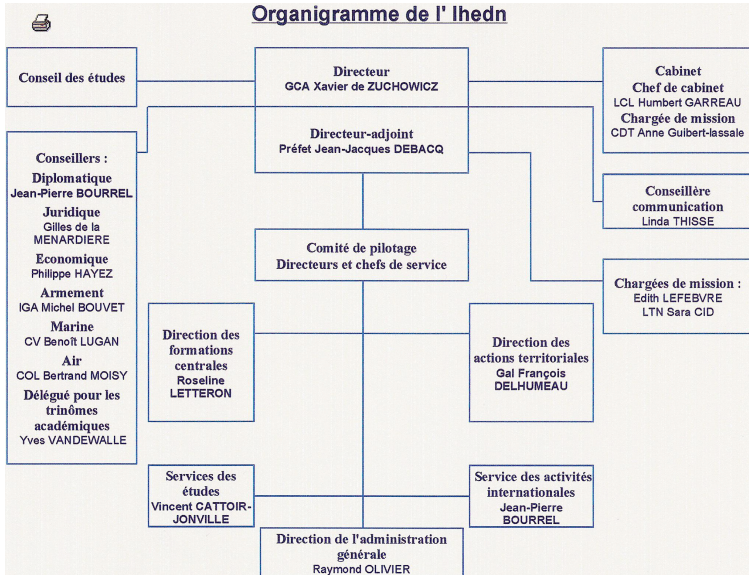 Organigramme de l' Ihedn
Conseil des études
Directeur
GCA Xavier de ZUCHOWICZ
Directeur-adjoint
Préfet Jean-Jacques DEBACQ
Cabinet
Chef de cabinet
LCL Humbert GARREAU
Chargée de mission
CDT Anne Guibert-lassale
Conseillers :
Diplomatique
Jean-Pierre BOURREL
Juridique
Gilles de la
MENARDIERE
Economique
Philippe HAYEZ
Armement
IGA Michel BOUVET
Marine
CV Benoît LUGAN
Air
COL Bertrand MOISY
Délégué pour les
trinômes
académiques
Yves VANDEWALLE
Conseillère
communication
Linda THISSE
Comité de pilotage
Directeurs et chefs de service
Chargées de mission :
Edith LEFEBVRE
LTN Sara CID
Direction des
formations
centrales
Roseline
LETTERON
Direction des
actions territoriales
Gal François
DELHUMEAU
Services des
études
Vincent CATTOIR-
JONVILLE
Service des activités
internationales
Jean-Pierre
BOURREL
Direction de l'administration
générale
Raymond OLIVIER